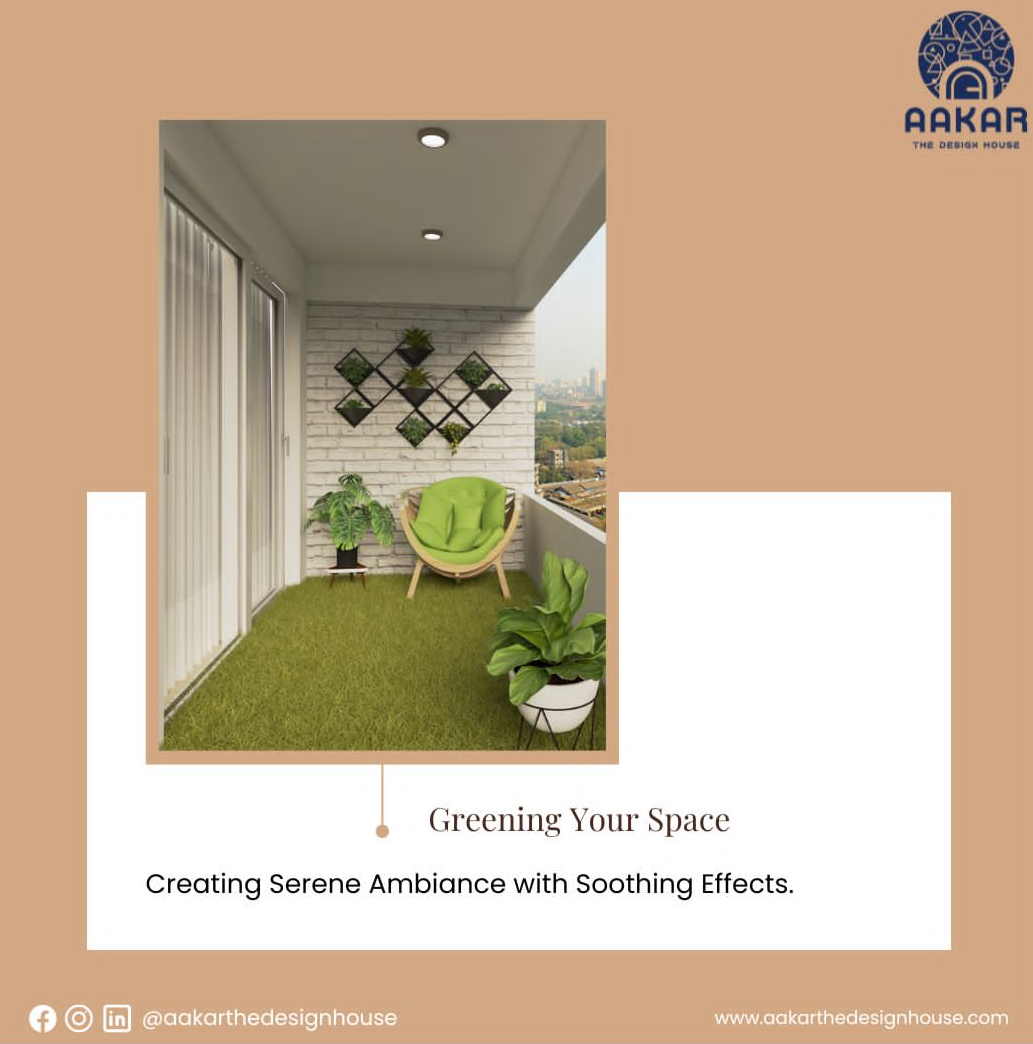 AAKAR
THE DESIGN HOUSE
Greening Your Space
Creating Serene Ambiance with Soothing Effects.
@aakarthedesignhouse
www.aakarthedesignhouse.com